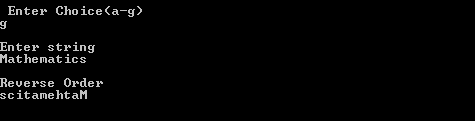 Enter Choice(a-g)
g
Enter string
Mathematics
Reverse Order
scitamehtaM